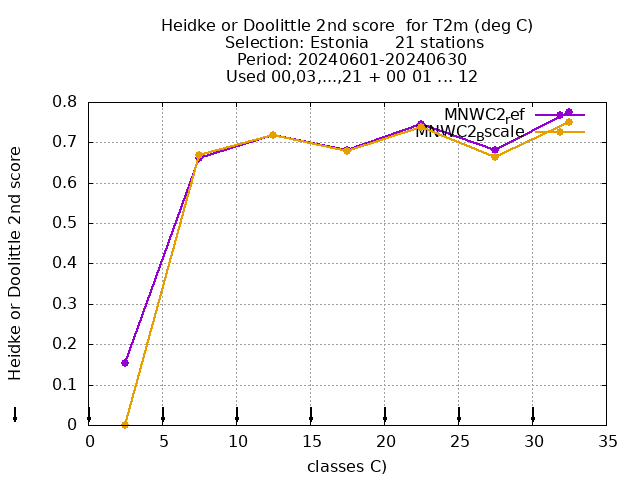 Heidke or Doolittle 2nd score  for T2m (deg C)
Selection: Estonia     21 stations
Period: 20240601-20240630
Used 00,03,...,21 + 00 01 ... 12
MNWC2_ref
MNWC2_Bscale
Heidke or Doolittle 2nd score
0.8
0.7
0.6
0.5
0.4
0.3
0.2
0.1
0
0 5 10 15 20 25 30 35
classes C)